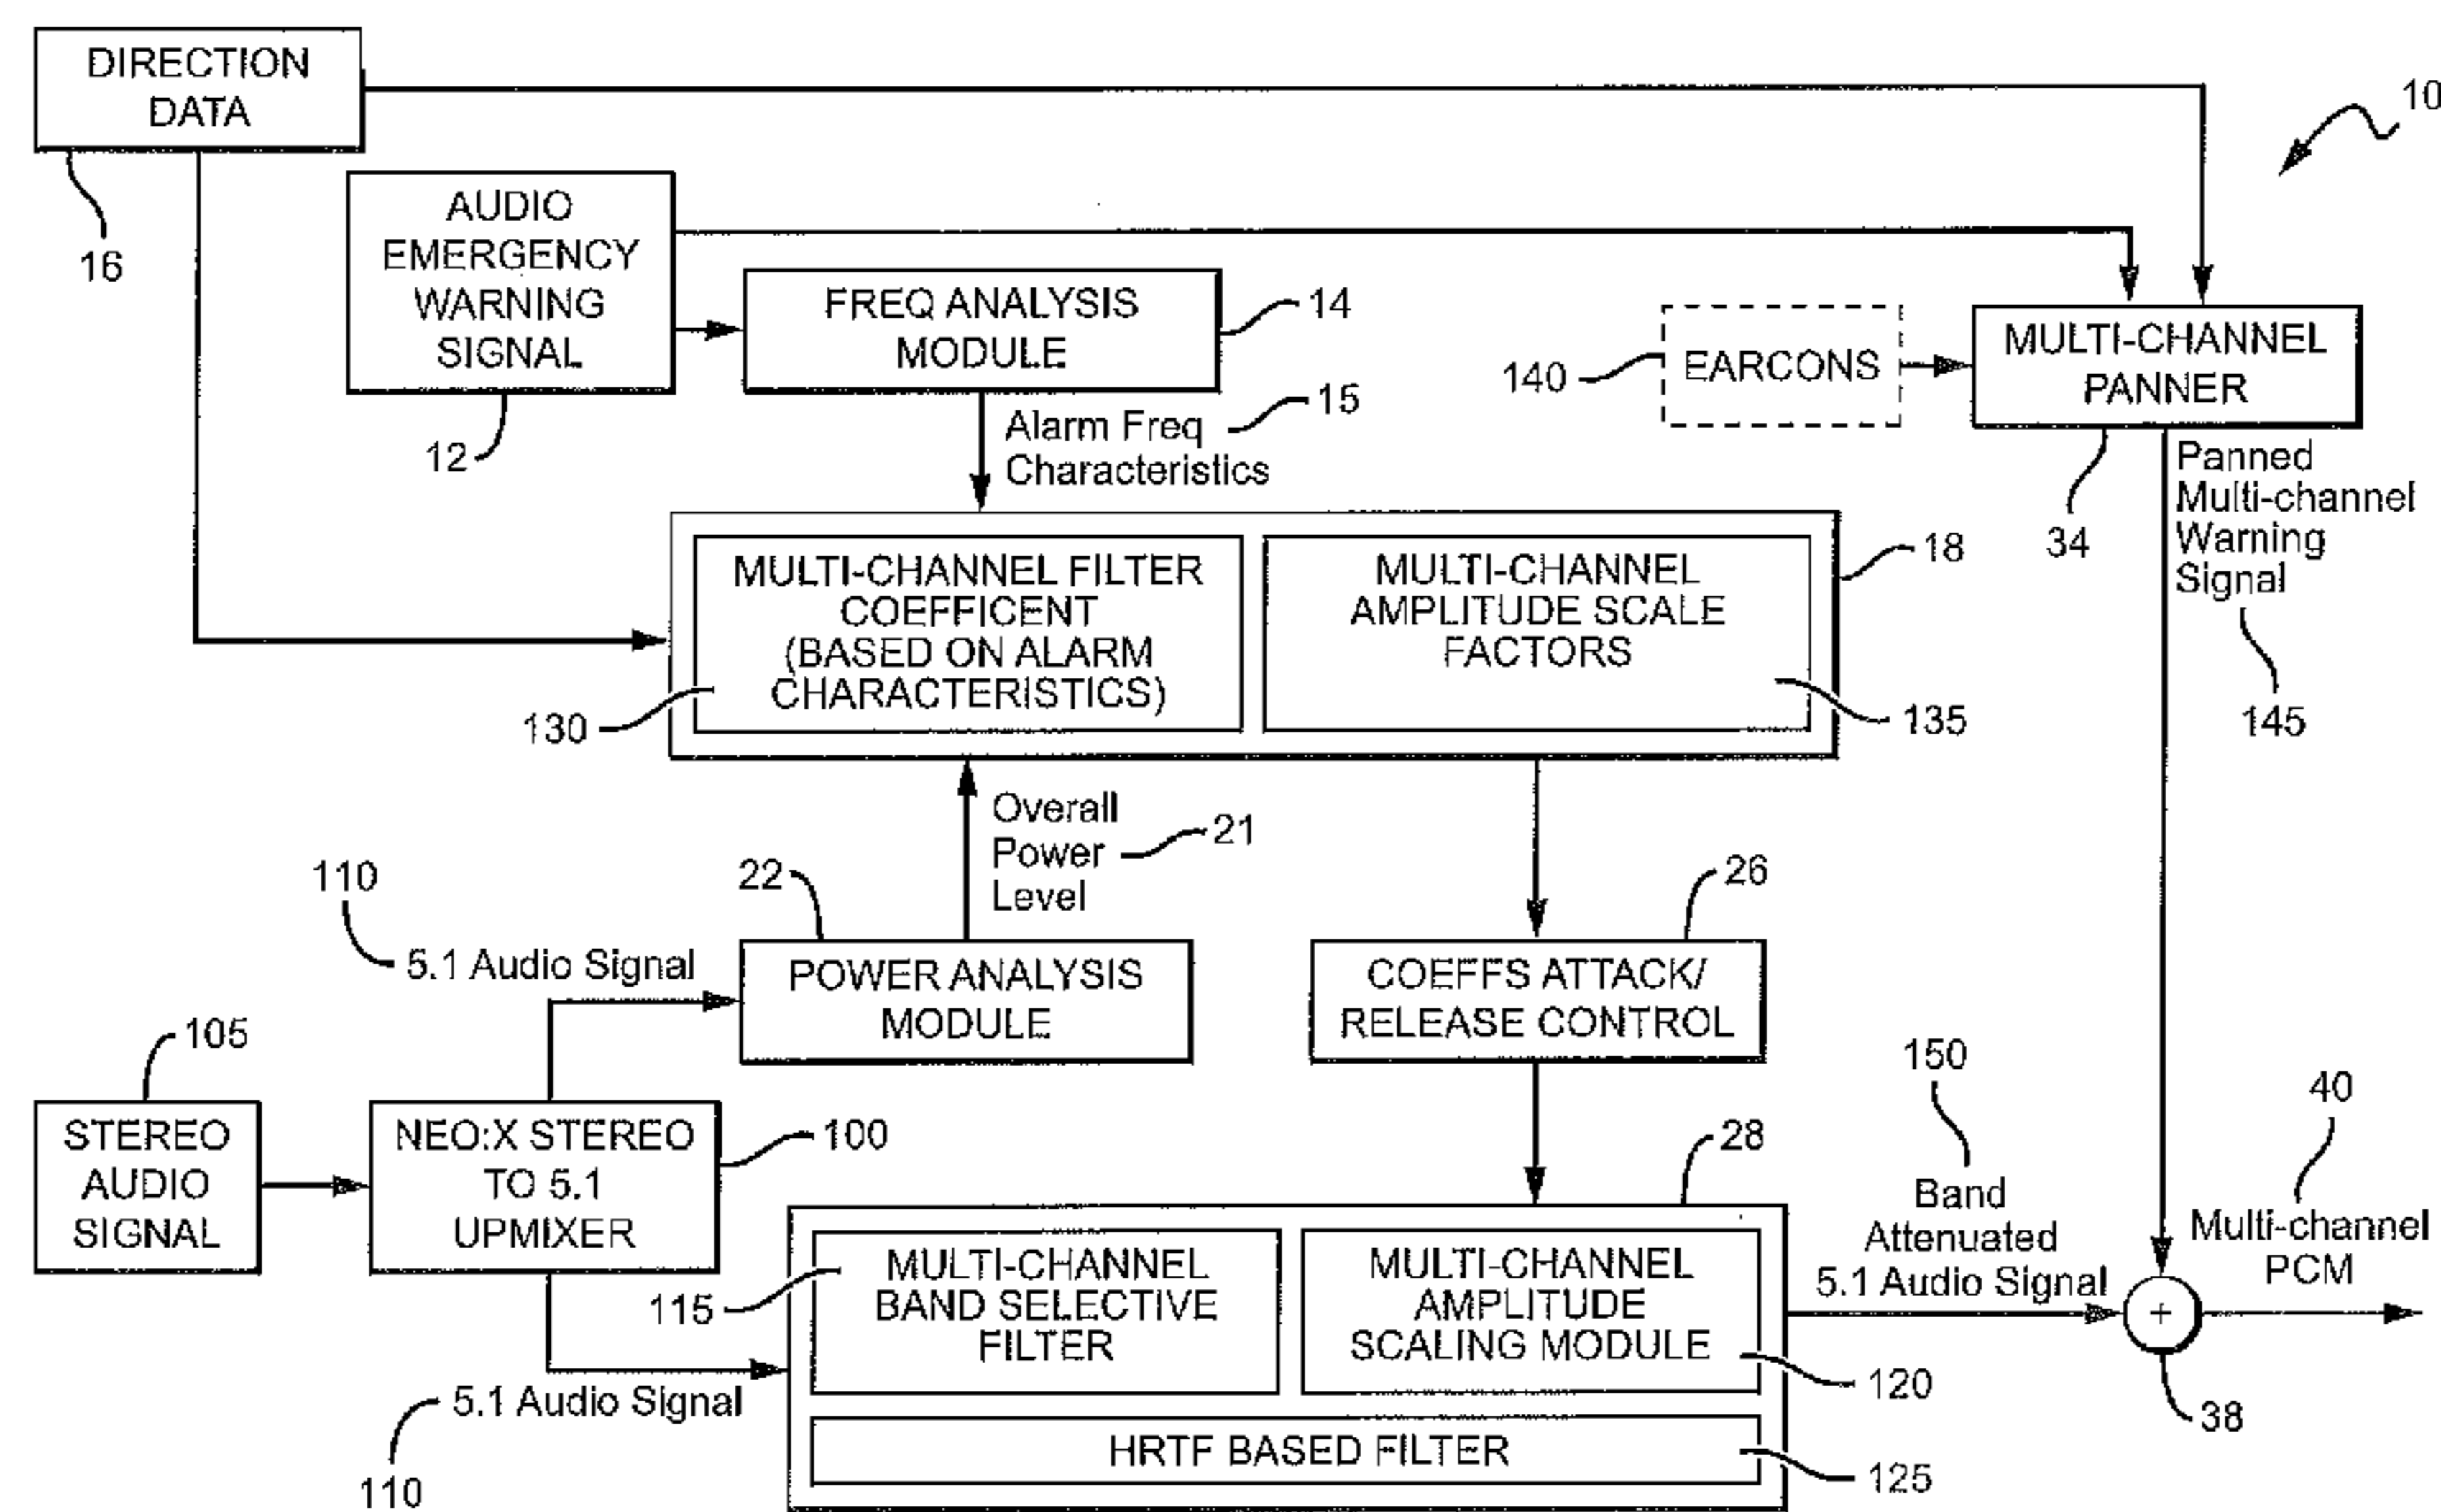 DIRECTION
DATA
16
10
AUDIO
EMERGENCY
WARNING
SIGNAL
12
FREQ ANALYSIS
MODULE
14
Alarm Freq
Characteristics
15
140
EARCONS
MULTI-CHANNEL
PANNER
34
Panned
Multi-channel
Warning
Signal
145
MULTI-CHANNEL FILTER
COEFFICENT
(BASED ON ALARM
CHARACTERISTICS)
130
MULTI-CHANNEL
AMPLITUDE SCALE
FACTORS
18
135
Overall
Power
Level
21
22
110
5.1 Audio Signal
POWER ANALYSIS
MODULE
26
COEFFS ATTACK/
RELEASE CONTROL
105
STEREO
AUDIO
SIGNAL
NEO:X STEREO
TO 5.1
UPMIXER
100
110
5.1 Audio Signal
28
115
MULTI-CHANNEL
BAND SELECTIVE
FILTER
MULTI-CHANNEL
AMPLITUDE
SCALING MODULE
120
HRTF BASED FILTER
125
150
Band
Attenuated
5.1 Audio Signal
40
Multi-channel
PCM
+
38